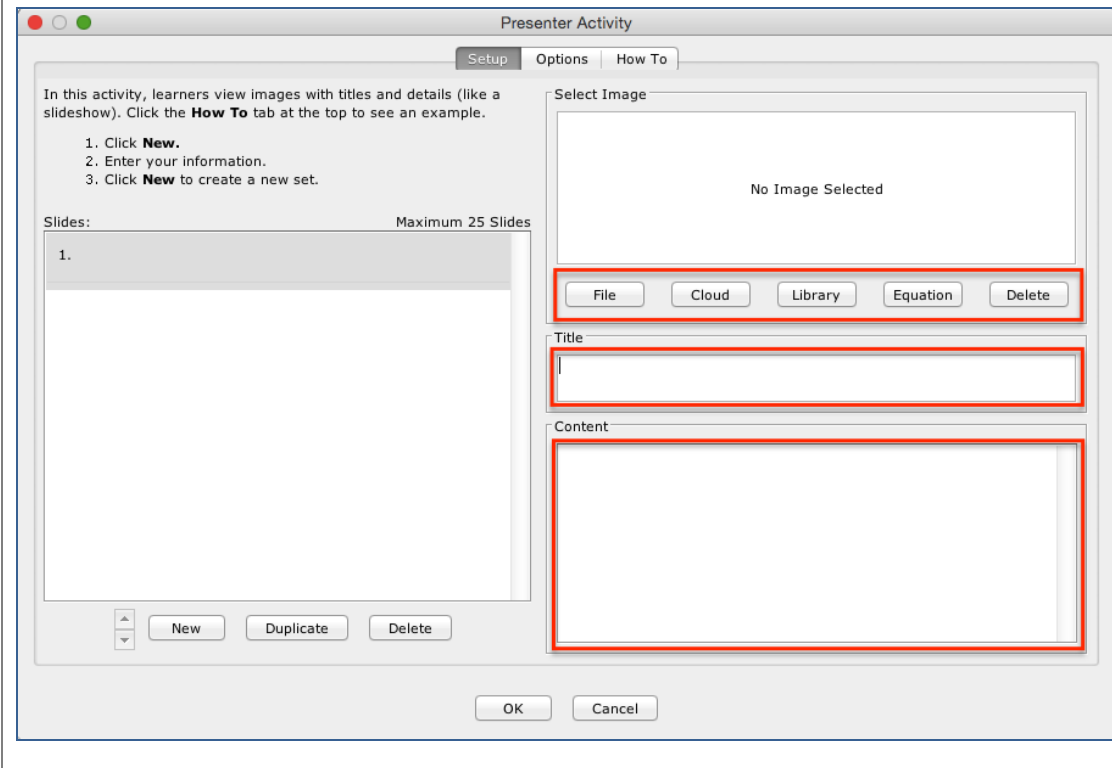 Presenter Activity
Setup Options How To
In this activity, learners view images with titles and details (like a
slideshow). Click the How To tab at the top to see an example.
1. Click New.
2. Enter your information.
3. Click New to create a new set.
Slides: Maximum 25 Slides
1.
New Duplicate Delete
Select Image
No Image Selected
File Cloud Library Equation Delete
Title
Content
OK Cancel